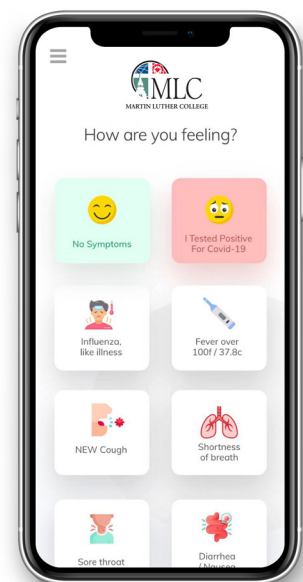 MLC
MARTIN LUTHER COLLEGE
How are you feeling?
No Symptoms
I Tested Positive
For Covid-19
Influenza,
like illness
Fever over
100f / 37.8c
NEW Cough
Shortness
of breath
Sore throat
Diarrhea
/ Nausea